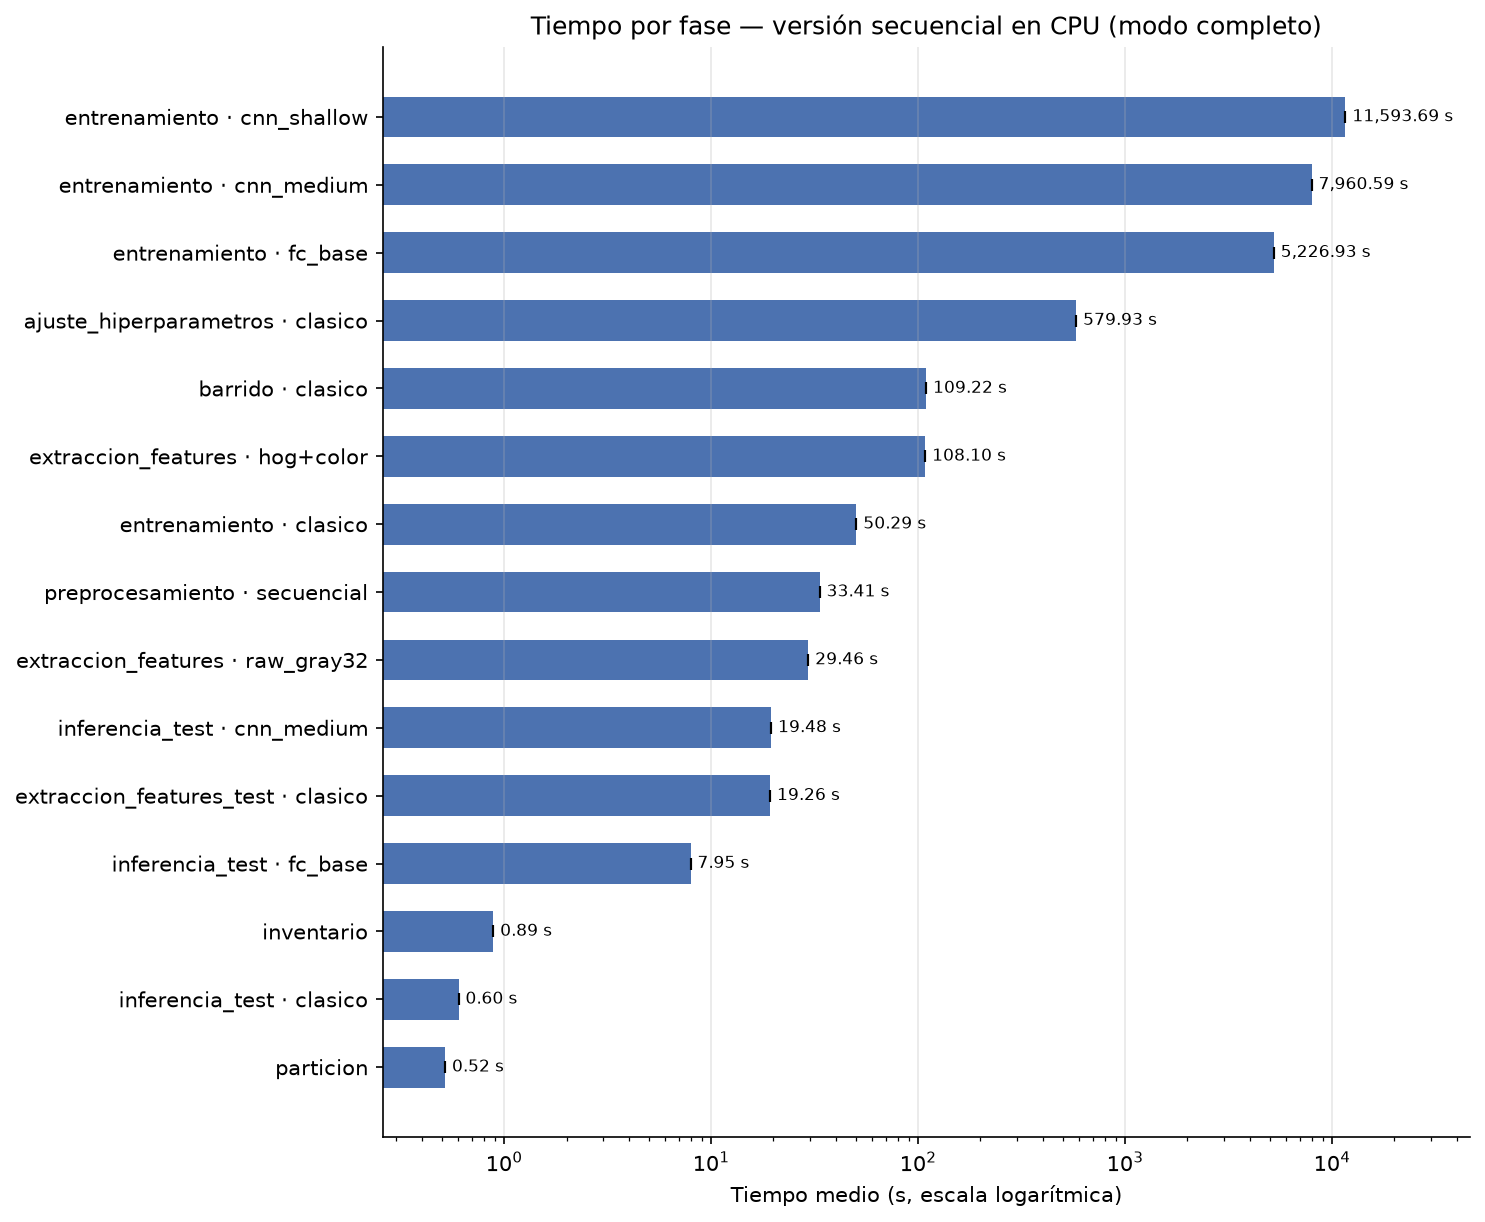 Tiempo por fase — versión secuencial en CPU (modo completo)
entrenamiento · cnn_shallow 11,593.69 s
entrenamiento · cnn_medium 7,960.59 s
entrenamiento · fc_base 5,226.93 s
ajuste_hiperparametros · clasico 579.93 s
barrido · clasico 109.22 s
extraccion_features · hog+color 108.10 s
entrenamiento · clasico 50.29 s
preprocesamiento · secuencial 33.41 s
extraccion_features · raw_gray32 29.46 s
inferencia_test · cnn_medium 19.48 s
extraccion_features_test · clasico 19.26 s
inferencia_test · fc_base 7.95 s
inventario 0.89 s
inferencia_test · clasico 0.60 s
particion 0.52 s
10⁰ 10¹ 10² 10³ 10⁴
Tiempo medio (s, escala logarítmica)